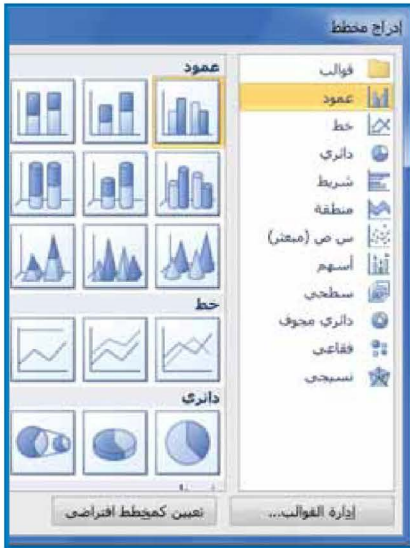 إدراج مخطط
قوالب
عمود
خط
دائري
شريط
منطقة
س ص (مبعثر)
أسهم
سطحي
دائري مجوف
فقاعي
نسيجي
عمود
خط
دائري
إدارة القوالب...
تعيين كمخطط افتراضي